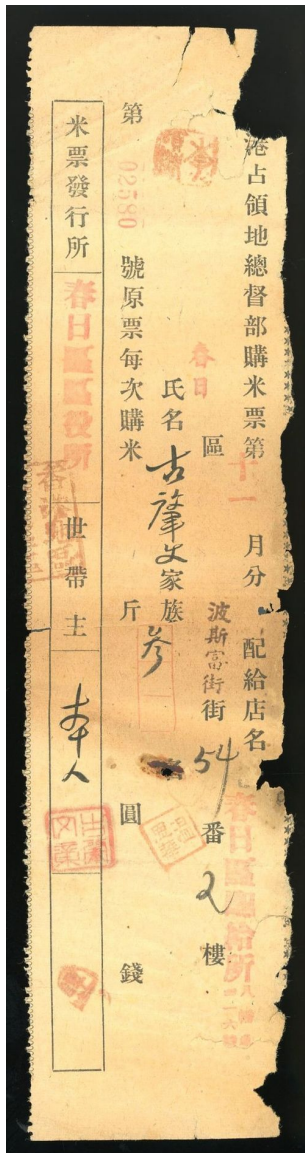 港占領地總督部購米票第十一月分 配給店名 春日區配給所
春日區 波斯富街街 54 番 2 樓
氏名 古肇文 家族 參
第 02580 號原票每次購米 斤 圓 錢
米票發行所 春日區區役所 世帶主 本人